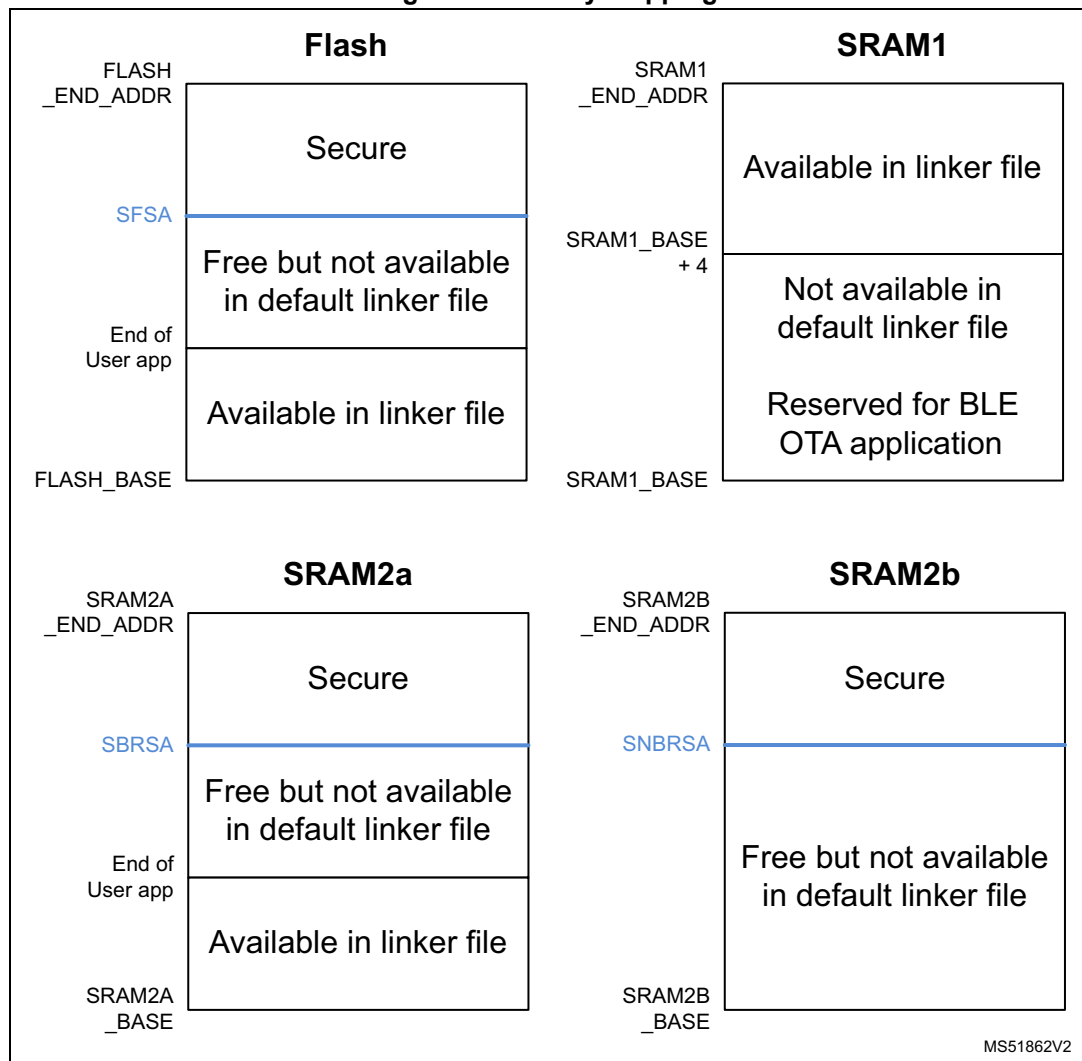 Flash
FLASH
_END_ADDR
Secure
SFSA
Free but not available
in default linker file
End of
User app
Available in linker file
FLASH_BASE
SRAM1
SRAM1
_END_ADDR
Available in linker file
SRAM1_BASE
+ 4
Not available in
default linker file
Reserved for BLE
OTA application
SRAM1_BASE
SRAM2a
SRAM2A
_END_ADDR
Secure
SBRSA
Free but not available
in default linker file
End of
User app
Available in linker file
SRAM2A
_BASE
SRAM2b
SRAM2B
_END_ADDR
Secure
SNBRSA
Free but not available
in default linker file
SRAM2B
_BASE
MS51862V2